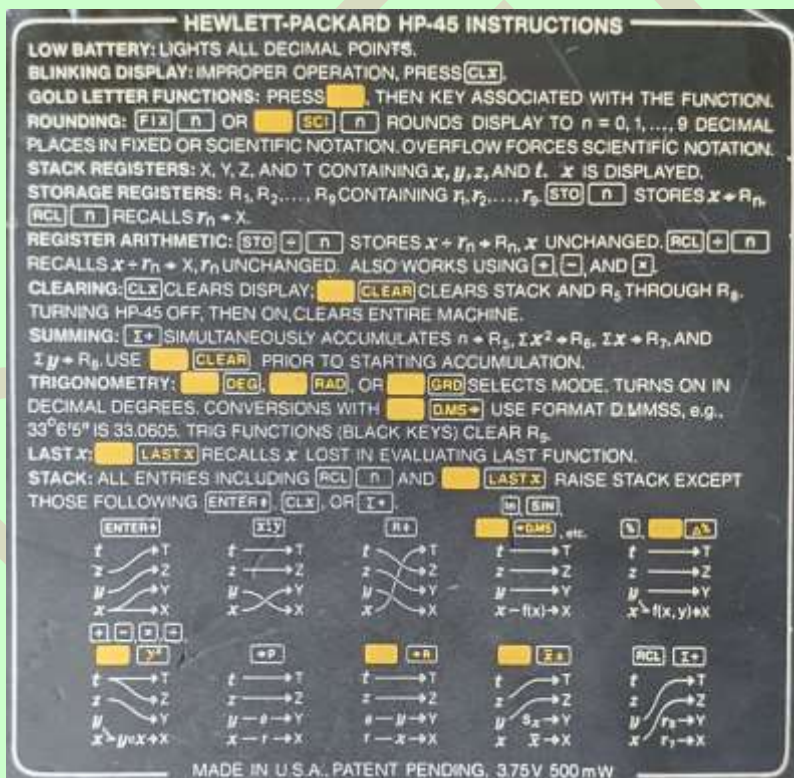 HEWLETT-PACKARD HP-45 INSTRUCTIONS
LOW BATTERY: LIGHTS ALL DECIMAL POINTS.
BLINKING DISPLAY: IMPROPER OPERATION, PRESS CLx.
GOLD LETTER FUNCTIONS: PRESS , THEN KEY ASSOCIATED WITH THE FUNCTION.
ROUNDING: FIX n OR SCI n ROUNDS DISPLAY TO n = 0, 1,..., 9 DECIMAL
PLACES IN FIXED OR SCIENTIFIC NOTATION. OVERFLOW FORCES SCIENTIFIC NOTATION.
STACK REGISTERS: X, Y, Z, AND T CONTAINING x, y, z, AND t. x IS DISPLAYED.
STORAGE REGISTERS: R1, R2,..., R9 CONTAINING r1, r2,..., r9. STO n STORES x→Rn,
RCL n RECALLS rn→X.
REGISTER ARITHMETIC: STO ÷ n STORES x ÷ rn→Rn, x UNCHANGED. RCL ÷ n
RECALLS x ÷ rn→X, rn UNCHANGED. ALSO WORKS USING +, −, AND ×.
CLEARING: CLx CLEARS DISPLAY; CLEAR CLEARS STACK AND R5 THROUGH R8.
TURNING HP-45 OFF, THEN ON, CLEARS ENTIRE MACHINE.
SUMMING: Σ+ SIMULTANEOUSLY ACCUMULATES n→R5, Σx²→R6, Σx→R7, AND
Σy→R8. USE CLEAR PRIOR TO STARTING ACCUMULATION.
TRIGONOMETRY: DEG, RAD, OR GRD SELECTS MODE. TURNS ON IN
DECIMAL DEGREES. CONVERSIONS WITH D.MS→ USE FORMAT D.MMSS, e.g.,
33°6'5" IS 33.0605. TRIG FUNCTIONS (BLACK KEYS) CLEAR R9.
LAST x: LAST x RECALLS x LOST IN EVALUATING LAST FUNCTION.
STACK: ALL ENTRIES INCLUDING RCL n AND LAST x RAISE STACK EXCEPT
THOSE FOLLOWING ENTER↑, CLx, OR Σ+.
ln, SIN,
ENTER↑ x⇄y R↓ →D.MS, etc. %, Δ%
t→T t→T t→T t→T t→T
z→Z z→Z z→Z z→Z z→Z
y→Y y→Y y→Y y→Y y→Y
x→X x→X x→X x−f(x)→X x f(x, y)→X
+, −, ×, ÷,
yˣ →P →R x̄,s RCL Σ+
t→T t→T t→T t→T t→T
z→Z z→Z z→Z z→Z z→Z
y→Y y−θ→Y θ−y→Y y sx→Y y r8→Y
x y÷x→X x−r→X r−x→X x x̄→X x r7→X
MADE IN U.S.A., PATENT PENDING, 3.75V 500mW